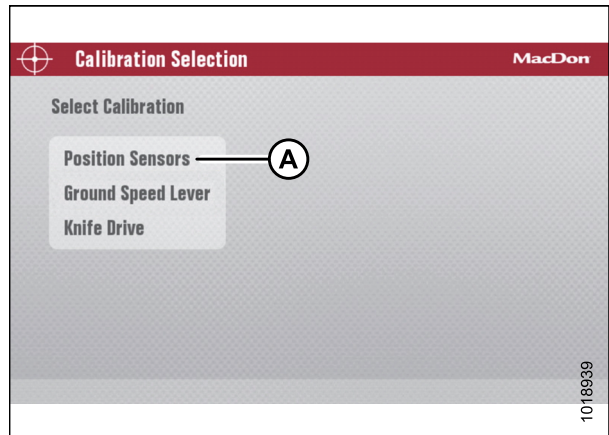 Calibration Selection MacDon
Select Calibration
Position Sensors A
Ground Speed Lever
Knife Drive
1018939